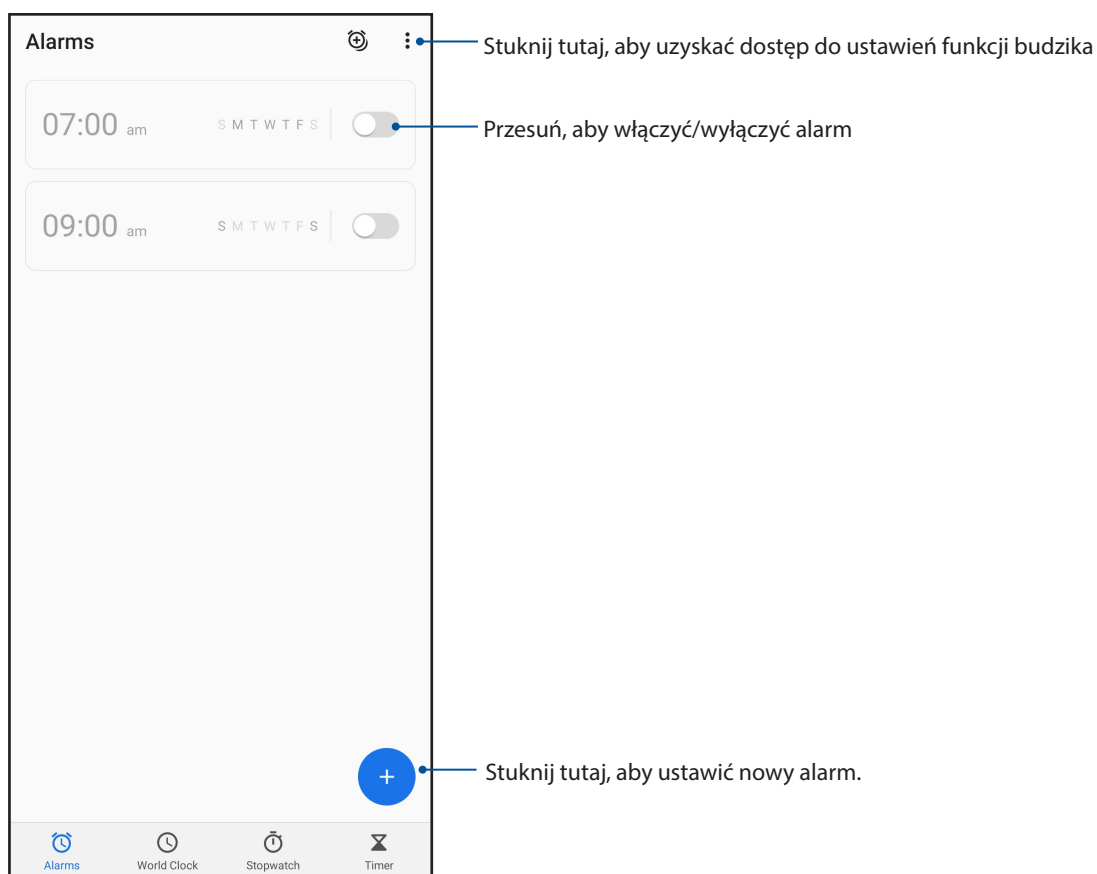 Alarms
Stuknij tutaj, aby uzyskać dostęp do ustawień funkcji budzika
07:00 am S M T W T F S
Przesuń, aby włączyć/wyłączyć alarm
09:00 am S M T W T F S
Stuknij tutaj, aby ustawić nowy alarm.
Alarms World Clock Stopwatch Timer